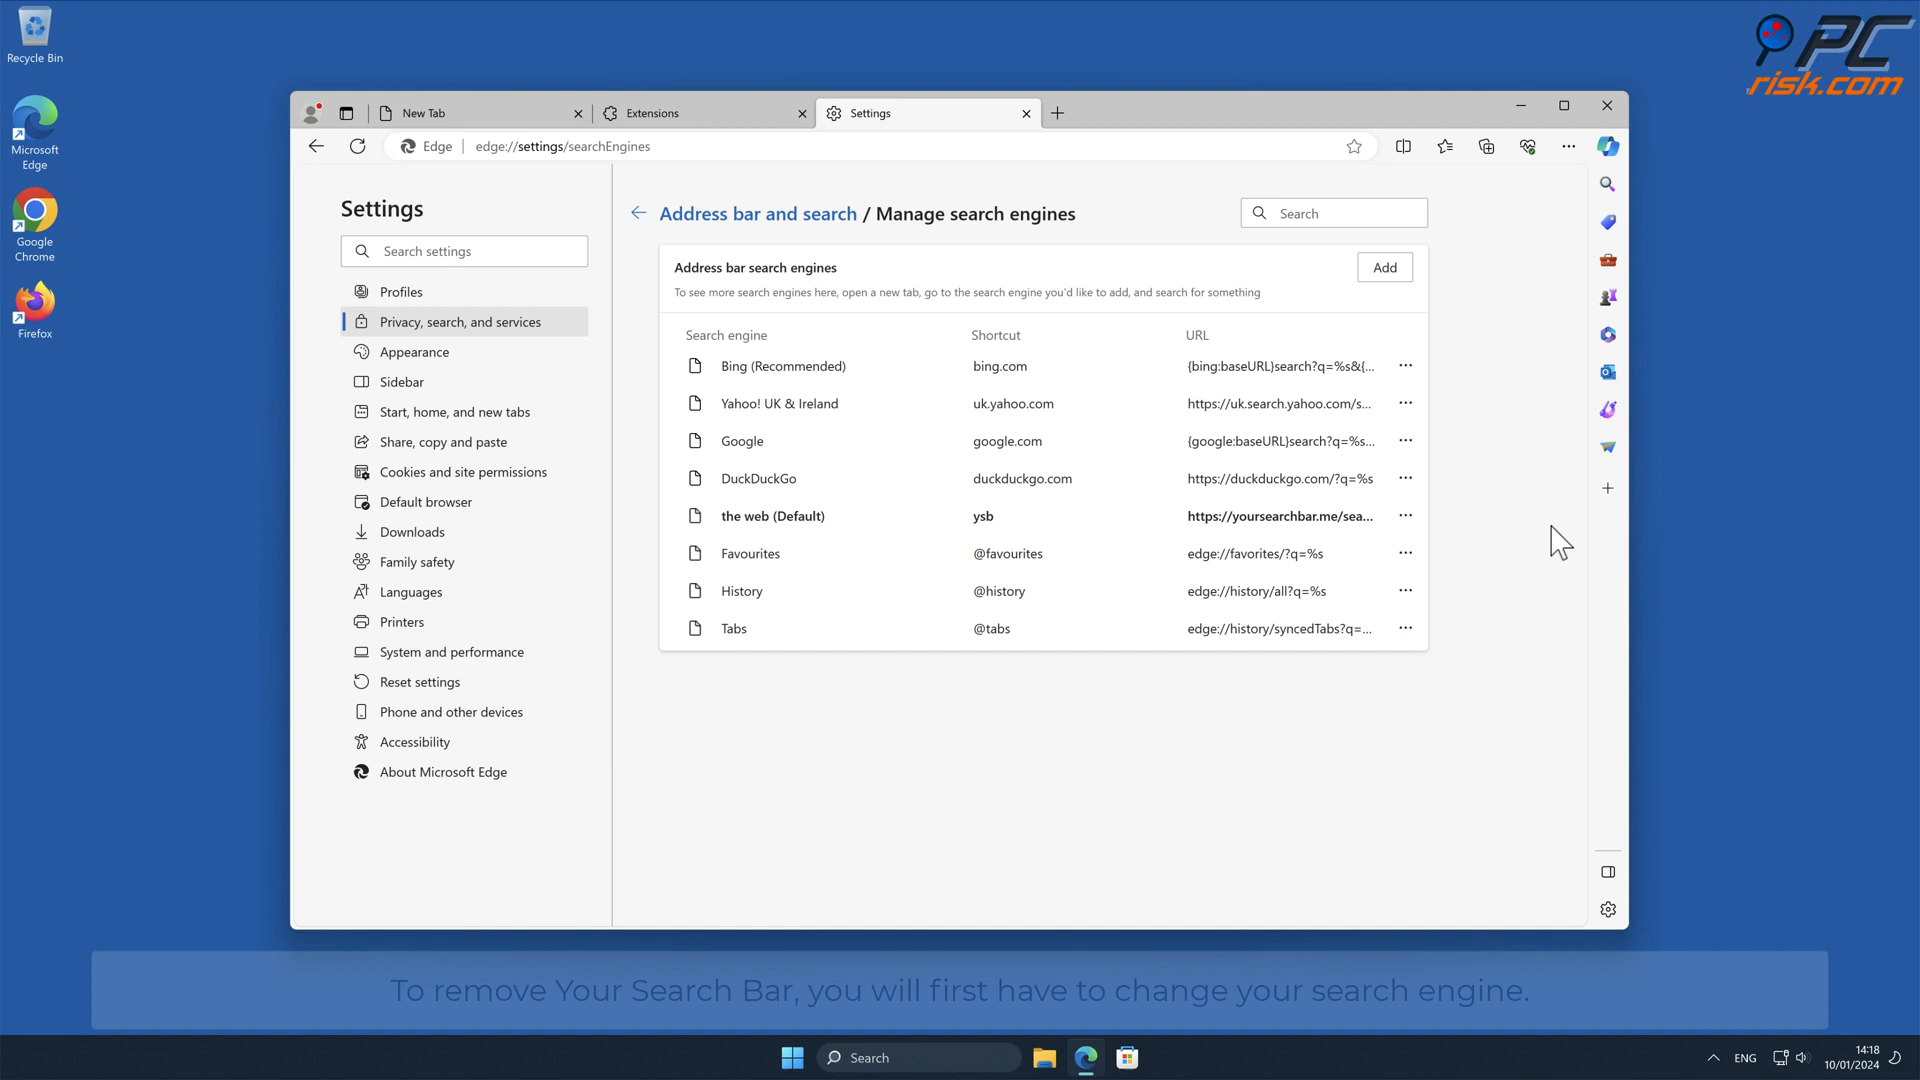 Recycle Bin
Microsoft
Edge
Google
Chrome
Firefox
PC
risk.com
New Tab
Extensions
Settings
Edge
edge://settings/searchEngines
Settings
Search settings
Profiles
Privacy, search, and services
Appearance
Sidebar
Start, home, and new tabs
Share, copy and paste
Cookies and site permissions
Default browser
Downloads
Family safety
Languages
Printers
System and performance
Reset settings
Phone and other devices
Accessibility
About Microsoft Edge
Address bar and search / Manage search engines
Search
Address bar search engines
Add
To see more search engines here, open a new tab, go to the search engine you'd like to add, and search for something
Search engine Shortcut URL
Bing (Recommended) bing.com {bing:baseURL}search?q=%s&{...
Yahoo! UK & Ireland uk.yahoo.com https://uk.search.yahoo.com/s...
Google google.com {google:baseURL}search?q=%s...
DuckDuckGo duckduckgo.com https://duckduckgo.com/?q=%s
the web (Default) ysb https://yoursearchbar.me/sea...
Favourites @favourites edge://favorites/?q=%s
History @history edge://history/all?q=%s
Tabs @tabs edge://history/syncedTabs?q=...
To remove Your Search Bar, you will first have to change your search engine.
Search
ENG
14:18
10/01/2024